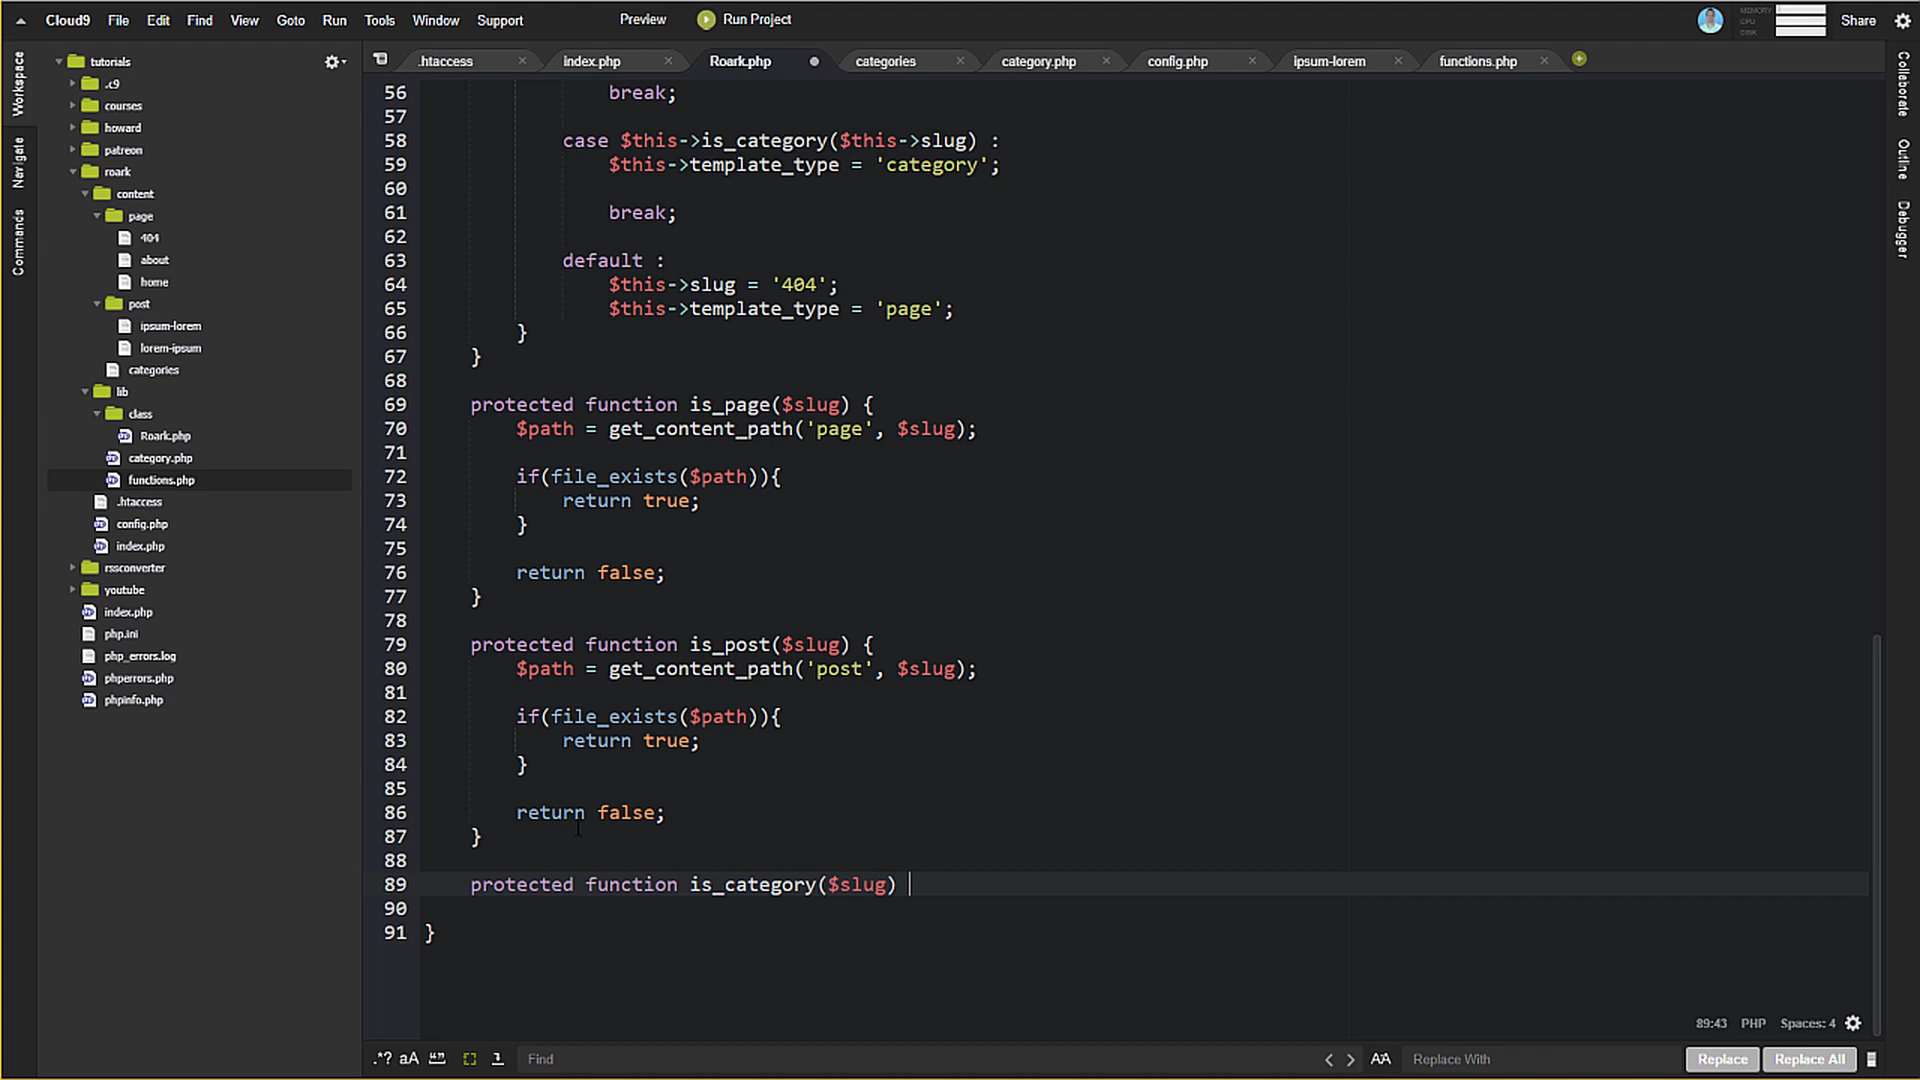 Cloud9 File Edit Find View Goto Run Tools Window Support Preview Run Project MEMORY CPU DISK Share
Workspace
Navigate
Commands
tutorials
.c9
courses
howard
patreon
roark
content
page
404
about
home
post
ipsum-lorem
lorem-ipsum
categories
lib
class
Roark.php
category.php
functions.php
.htaccess
config.php
index.php
rssconverter
youtube
index.php
php.ini
php_errors.log
phperrors.php
phpinfo.php
.htaccess index.php Roark.php categories category.php config.php ipsum-lorem functions.php
56 break;
57
58 case $this->is_category($this->slug) :
59 $this->template_type = 'category';
60
61 break;
62
63 default :
64 $this->slug = '404';
65 $this->template_type = 'page';
66 }
67 }
68
69 protected function is_page($slug) {
70 $path = get_content_path('page', $slug);
71
72 if(file_exists($path)){
73 return true;
74 }
75
76 return false;
77 }
78
79 protected function is_post($slug) {
80 $path = get_content_path('post', $slug);
81
82 if(file_exists($path)){
83 return true;
84 }
85
86 return false;
87 }
88
89 protected function is_category($slug)
90
91 }
89:43 PHP Spaces: 4
.*? aA Find AA Replace With Replace Replace All
Collaborate
Outline
Debugger